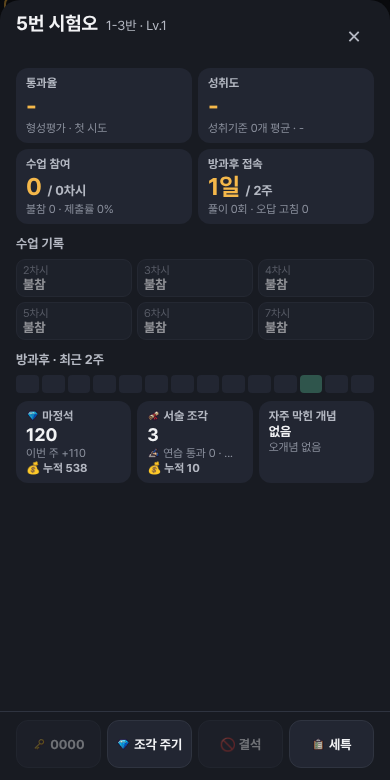 5번 시험오 1-3반 · Lv.1
×
통과율
-
형성평가 · 첫 시도
성취도
-
성취기준 0개 평균 · -
수업 참여
0 / 0차시
불참 0 · 제출률 0%
방과후 접속
1일 / 2주
풀이 0회 · 오답 고침 0
수업 기록
2차시
불참
3차시
불참
4차시
불참
5차시
불참
6차시
불참
7차시
불참
방과후 · 최근 2주
마정석
120
이번 주 +110
누적 538
서술 조각
3
연습 통과 0 · ...
누적 10
자주 막힌 개념
없음
오개념 없음
0000
조각 주기
결석
세특